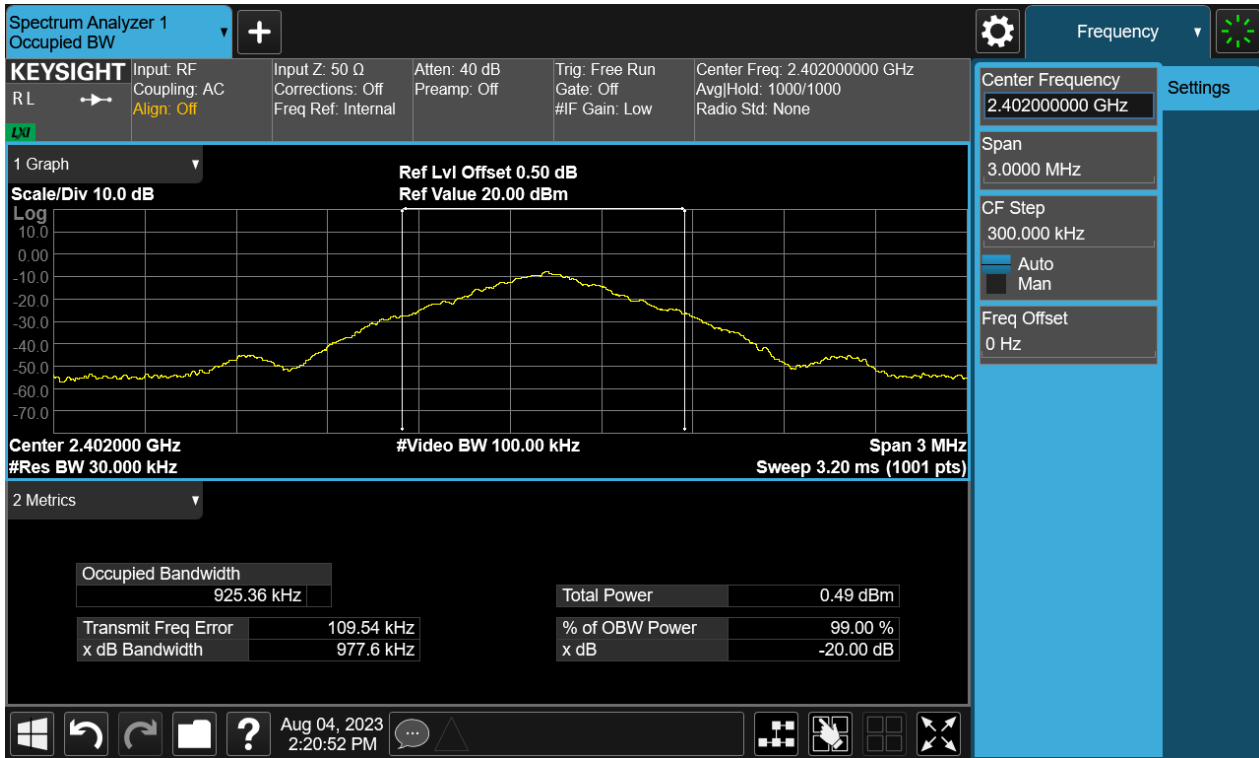 Spectrum Analyzer 1
Occupied BW
Frequency
KEYSIGHT
R L
LXI
Input: RF
Coupling: AC
Align: Off
Input Z: 50 Ω
Corrections: Off
Freq Ref: Internal
Atten: 40 dB
Preamp: Off
Trig: Free Run
Gate: Off
#IF Gain: Low
Center Freq: 2.402000000 GHz
Avg|Hold: 1000/1000
Radio Std: None
Center Frequency
2.402000000 GHz
Settings
Span
3.0000 MHz
CF Step
300.000 kHz
Auto
Man
Freq Offset
0 Hz
1 Graph
Scale/Div 10.0 dB
Ref Lvl Offset 0.50 dB
Ref Value 20.00 dBm
Log
10.0
0.00
-10.0
-20.0
-30.0
-40.0
-50.0
-60.0
-70.0
Center 2.402000 GHz
#Video BW 100.00 kHz
Span 3 MHz
#Res BW 30.000 kHz
Sweep 3.20 ms (1001 pts)
2 Metrics
Occupied Bandwidth
925.36 kHz
Total Power 0.49 dBm
Transmit Freq Error 109.54 kHz
% of OBW Power 99.00 %
x dB Bandwidth 977.6 kHz
x dB -20.00 dB
?
Aug 04, 2023
2:20:52 PM